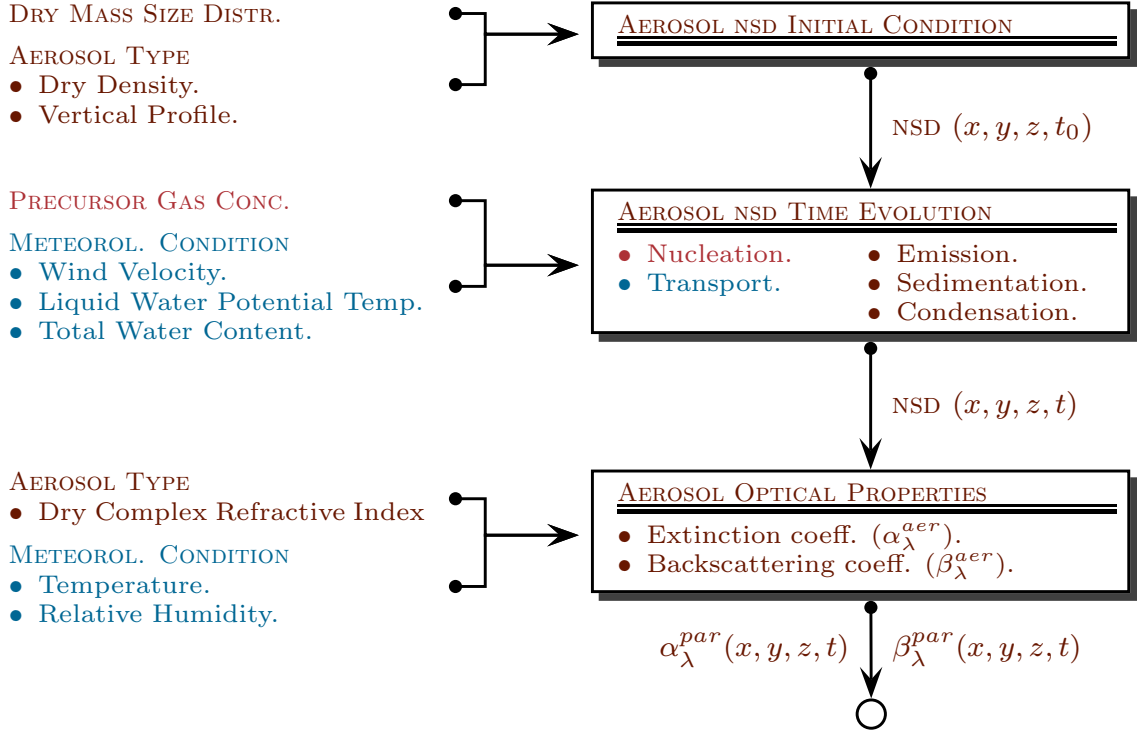 DRY MASS SIZE DISTR.
AEROSOL TYPE
• Dry Density.
• Vertical Profile.
AEROSOL NSD INITIAL CONDITION
NSD (x, y, z, t₀)
PRECURSOR GAS CONC.
METEOROL. CONDITION
• Wind Velocity.
• Liquid Water Potential Temp.
• Total Water Content.
AEROSOL NSD TIME EVOLUTION
• Nucleation.
• Transport.
• Emission.
• Sedimentation.
• Condensation.
NSD (x, y, z, t)
AEROSOL TYPE
• Dry Complex Refractive Index
METEOROL. CONDITION
• Temperature.
• Relative Humidity.
AEROSOL OPTICAL PROPERTIES
• Extinction coeff. (α_λ^{aer}).
• Backscattering coeff. (β_λ^{aer}).
α_λ^{par}(x, y, z, t)
β_λ^{par}(x, y, z, t)